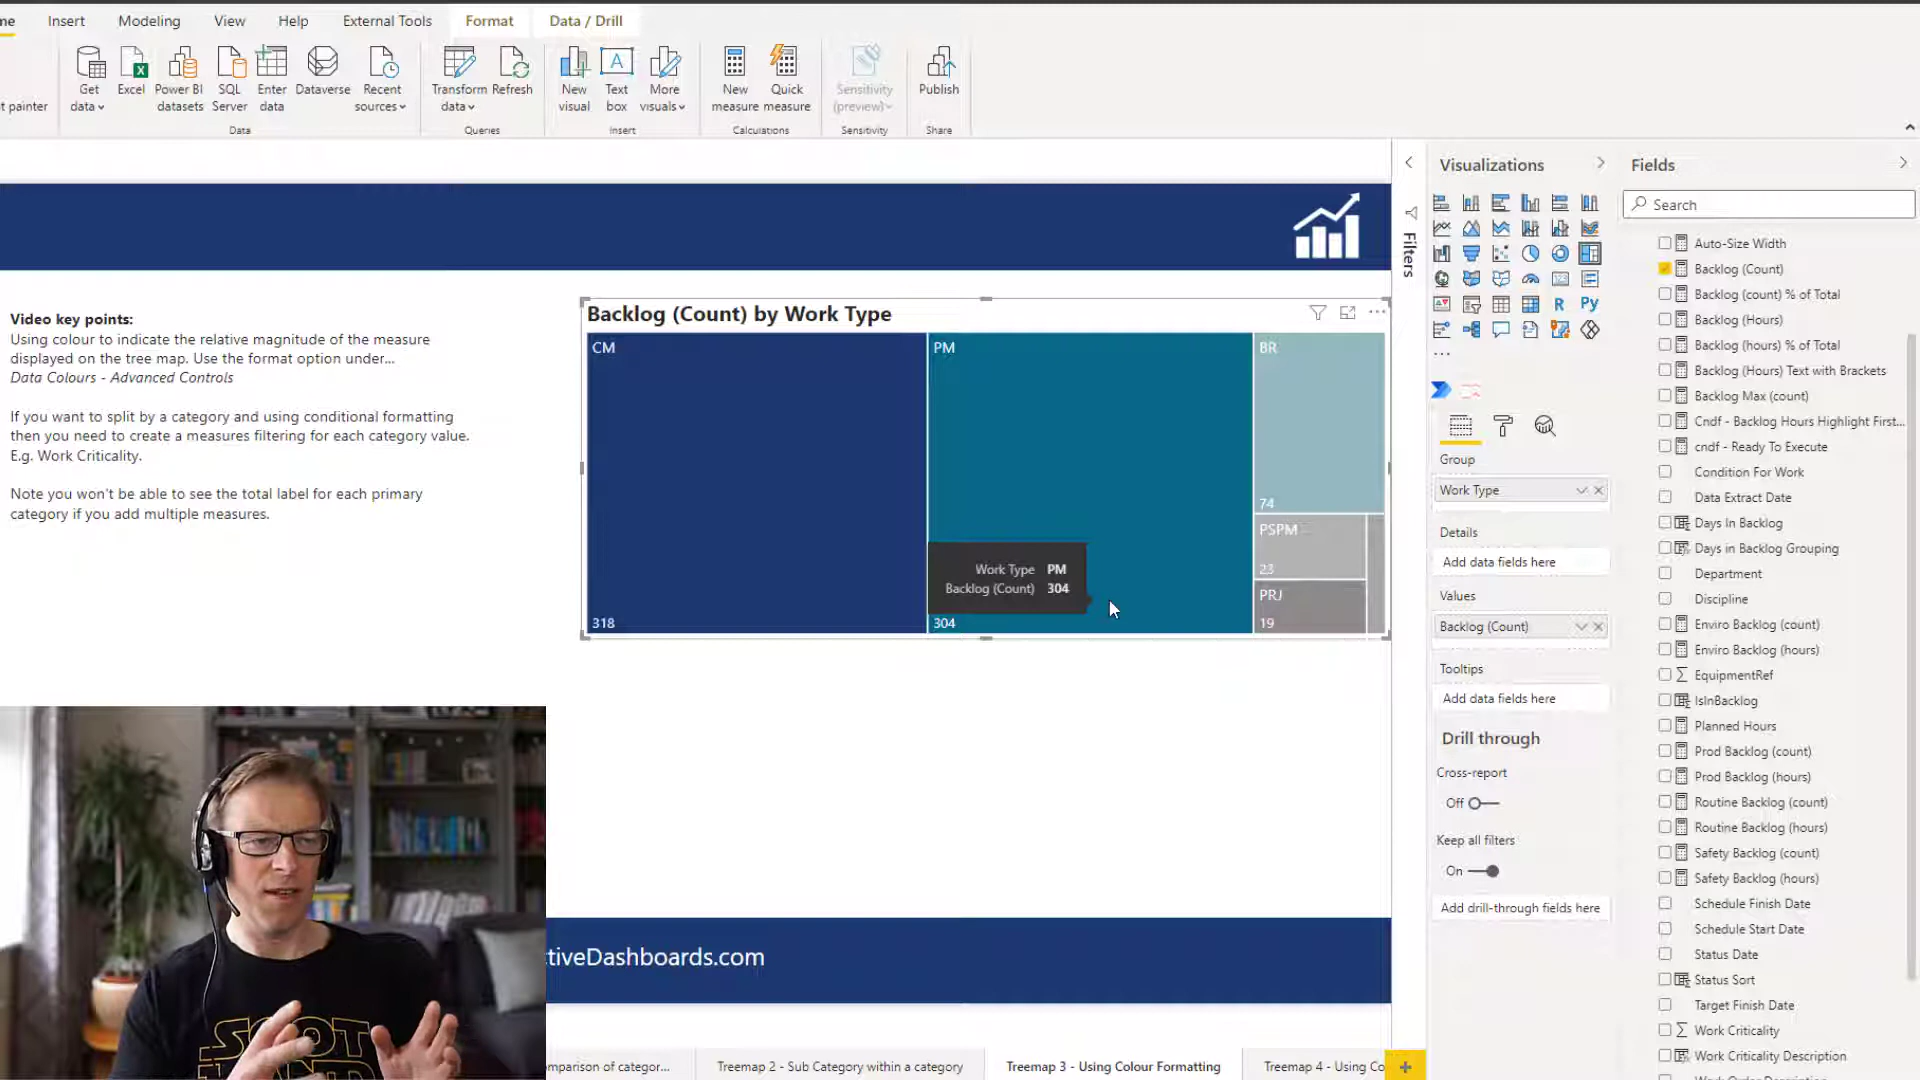 me Insert Modeling View Help External Tools Format Data / Drill
t painter
Get data
Excel
Power BI datasets
SQL Server
Enter data
Dataverse
Recent sources
Data
Transform data
Refresh
Queries
New visual
A
Text box
More visuals
Insert
New measure
Quick measure
Calculations
Sensitivity (preview)
Sensitivity
Publish
Share
Video key points:
Using colour to indicate the relative magnitude of the measure
displayed on the tree map. Use the format option under...
Data Colours - Advanced Controls
If you want to split by a category and using conditional formatting
then you need to create a measures filtering for each category value.
E.g. Work Criticality.
Note you won't be able to see the total label for each primary
category if you add multiple measures.
Backlog (Count) by Work Type
CM
318
PM
304
Work Type PM
Backlog (Count) 304
BR
74
PSPM
23
PRJ
19
ctiveDashboards.com
omparison of categor...
Treemap 2 - Sub Category within a category
Treemap 3 - Using Colour Formatting
Treemap 4 - Using Co
+
Filters
Visualizations
R
Py
Group
Work Type
Details
Add data fields here
Values
Backlog (Count)
Tooltips
Add data fields here
Drill through
Cross-report
Off
Keep all filters
On
Add drill-through fields here
Fields
Search
Auto-Size Width
Backlog (Count)
Backlog (count) % of Total
Backlog (Hours)
Backlog (hours) % of Total
Backlog (Hours) Text with Brackets
Backlog Max (count)
Cndf - Backlog Hours Highlight First...
cndf - Ready To Execute
Condition For Work
Data Extract Date
Days In Backlog
Days in Backlog Grouping
Department
Discipline
Enviro Backlog (count)
Enviro Backlog (hours)
EquipmentRef
IsInBacklog
Planned Hours
Prod Backlog (count)
Prod Backlog (hours)
Routine Backlog (count)
Routine Backlog (hours)
Safety Backlog (count)
Safety Backlog (hours)
Schedule Finish Date
Schedule Start Date
Status Date
Status Sort
Target Finish Date
Work Criticality
Work Criticality Description